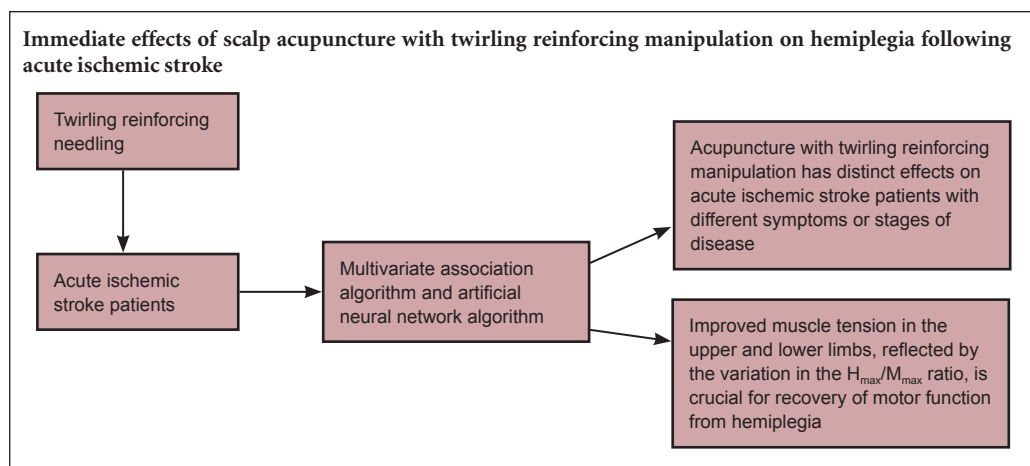 Immediate effects of scalp acupuncture with twirling reinforcing manipulation on hemiplegia following
acute ischemic stroke
Twirling reinforcing
needling
Acute ischemic
stroke patients
Multivariate association
algorithm and artificial
neural network algorithm
Acupuncture with twirling reinforcing
manipulation has distinct effects on
acute ischemic stroke patients with
different symptoms or stages of
disease
Improved muscle tension in the
upper and lower limbs, reflected by
the variation in the Hmax/Mmax ratio, is
crucial for recovery of motor function
from hemiplegia